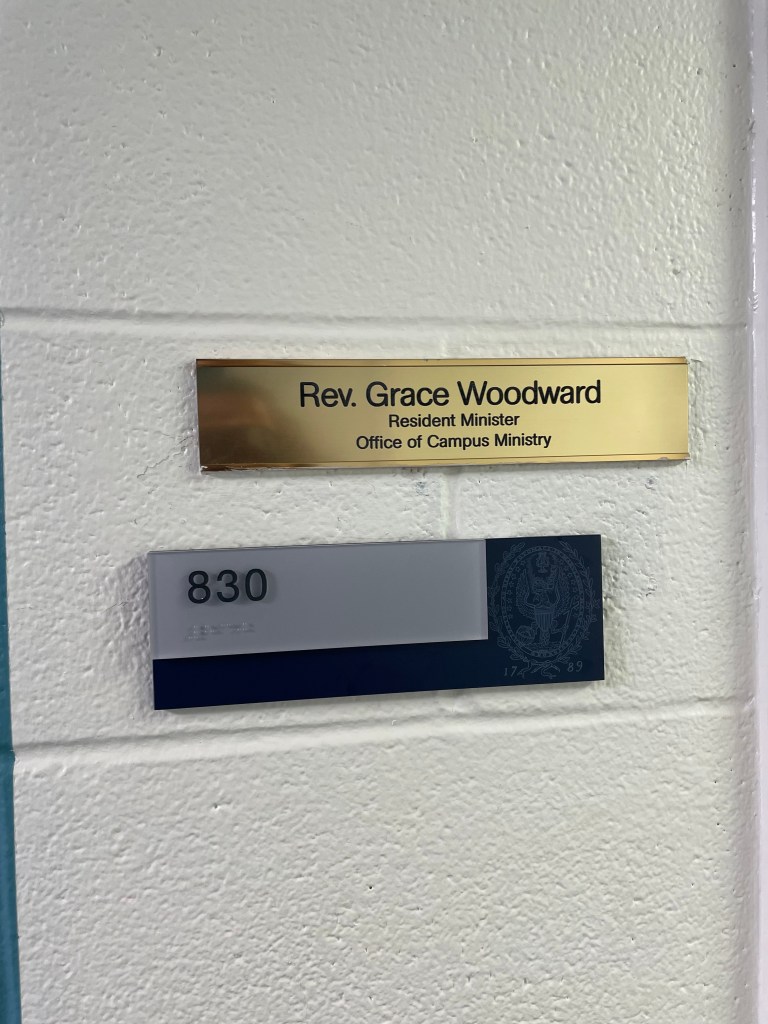 Rev. Grace Woodward
Resident Minister
Office of Campus Ministry
830
17 89